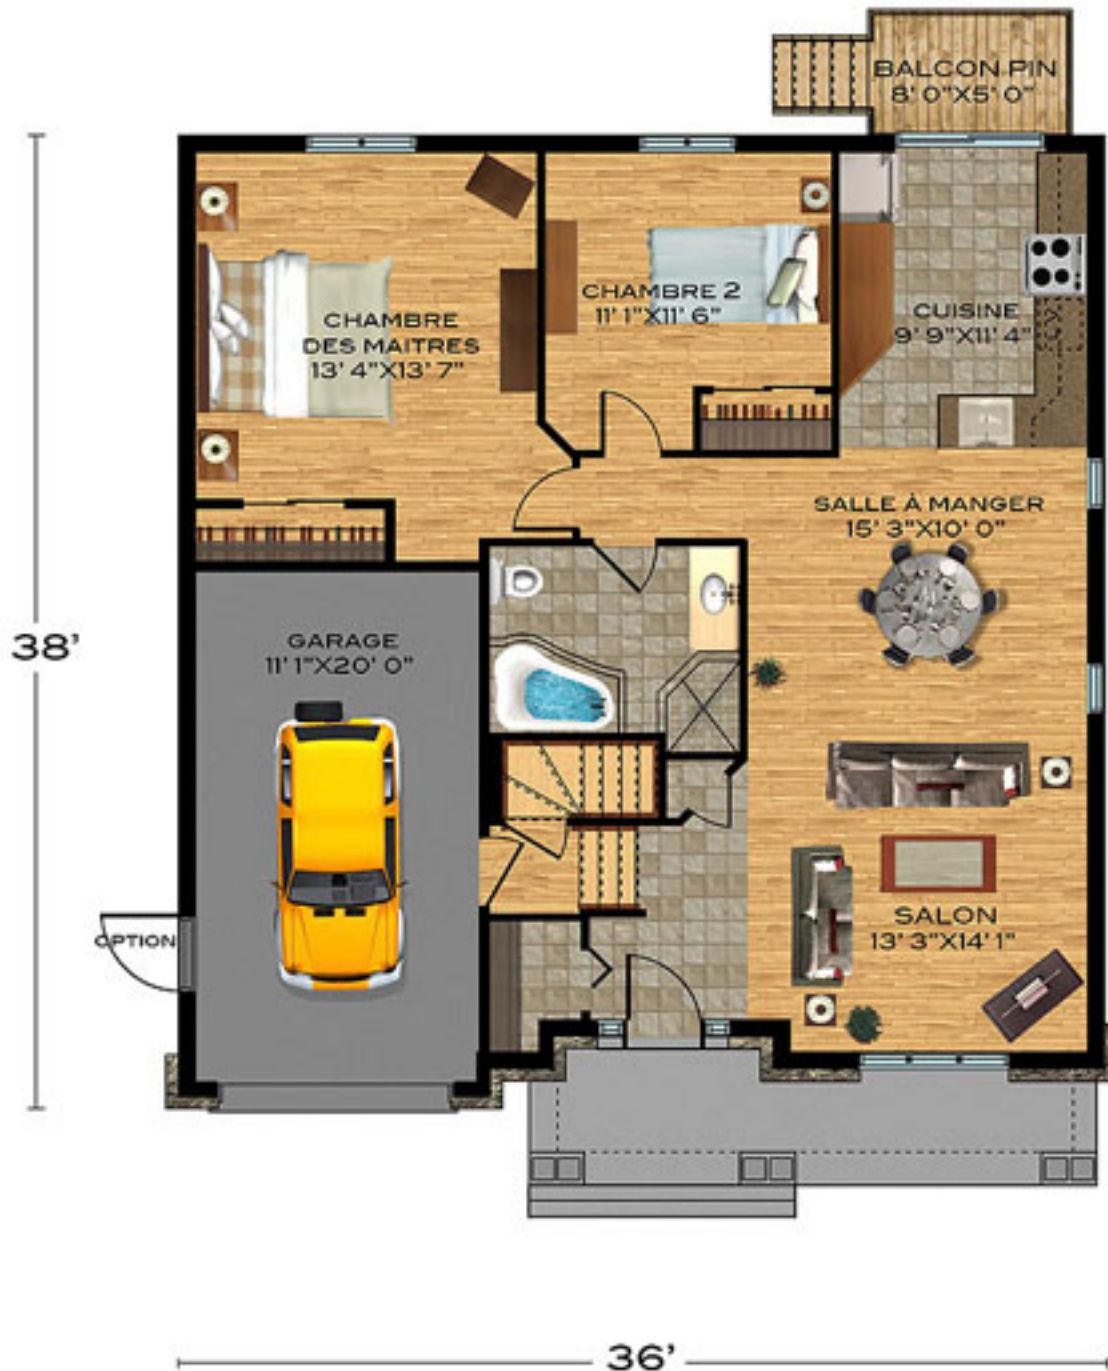 BALCON PIN
8' 0"X5' 0"
CHAMBRE
DES MAITRES
13' 4"X13' 7"
CHAMBRE 2
11' 1"X11' 6"
CUISINE
9' 9"X11' 4"
SALLE À MANGER
15' 3"X10' 0"
GARAGE
11' 1"X20' 0"
38'
OPTION
SALON
13' 3"X14' 1"
36'